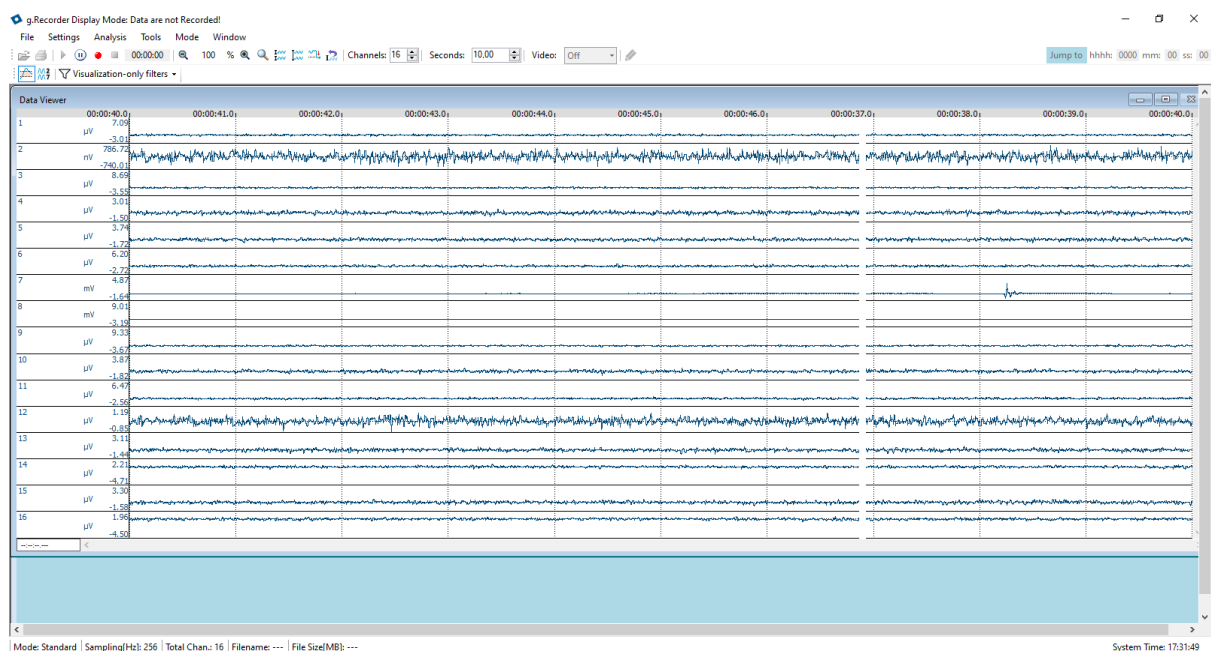 g.Recorder Display Mode: Data are not Recorded!
File Settings Analysis Tools Mode Window
00:00:00 100 % Channels: 16 Seconds: 10.00 Video: Off Jump to hhhh: 0000 mm: 00 ss: 00
Visualization-only filters
Data Viewer
00:00:40.0 00:00:41.0 00:00:42.0 00:00:43.0 00:00:44.0 00:00:45.0 00:00:46.0 00:00:37.0 00:00:38.0 00:00:39.0 00:00:40.0
1 µV 7.09 -3.01
2 nV 786.72 -740.01
3 µV 8.69 -3.55
4 µV 3.01 -1.50
5 µV 3.74 -1.72
6 µV 6.20 -2.72
7 mV 4.87 -1.64
8 mV 9.01 -3.19
9 µV 9.33 -3.67
10 µV 3.87 -1.82
11 µV 6.47 -2.56
12 µV 1.19 -0.85
13 µV 3.11 -1.44
14 µV 2.21 -4.71
15 µV 3.30 -1.58
16 µV 1.96 -4.50
--:--:--.---
Mode: Standard Sampling[Hz]: 256 Total Chan.: 16 Filename: --- File Size[MB]: --- System Time: 17:31:49